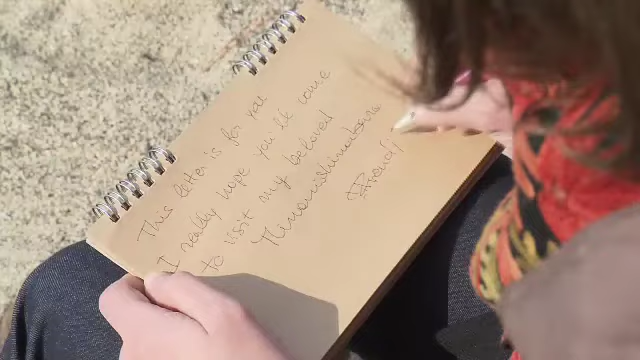 This letter is for you
I really hope you'll come
to visit my beloved